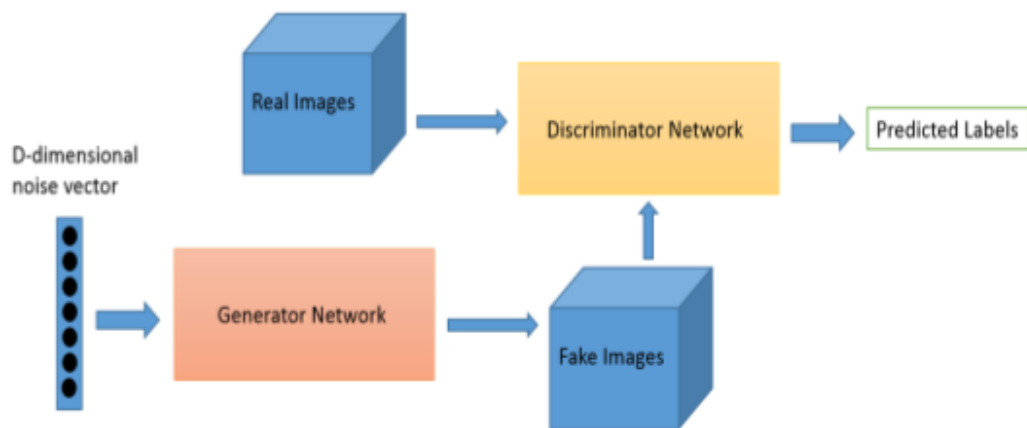 Real Images
Discriminator Network
Predicted Labels
D-dimensional
noise vector
Generator Network
Fake Images